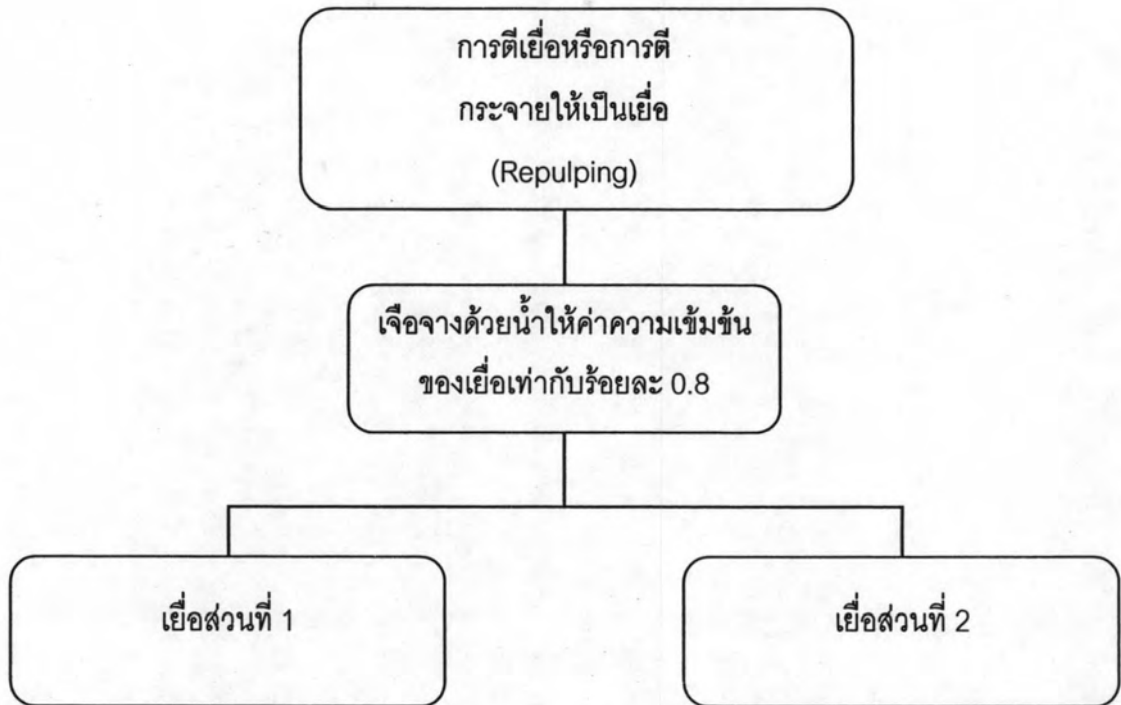 การตีเยื่อหรือการตี
กระจายให้เป็นเยื่อ
(Repulping)
เจือจางด้วยน้ำให้ค่าความเข้มข้น
ของเยื่อเท่ากับร้อยละ 0.8
เยื่อส่วนที่ 1
เยื่อส่วนที่ 2